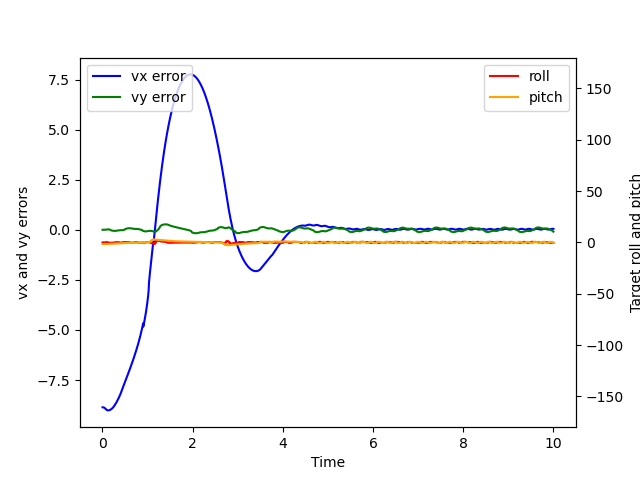 vx error
vy error
roll
pitch
7.5
5.0
2.5
0.0
−2.5
−5.0
−7.5
vx and vy errors
150
100
50
0
−50
−100
−150
Target roll and pitch
0
2
4
6
8
10
Time